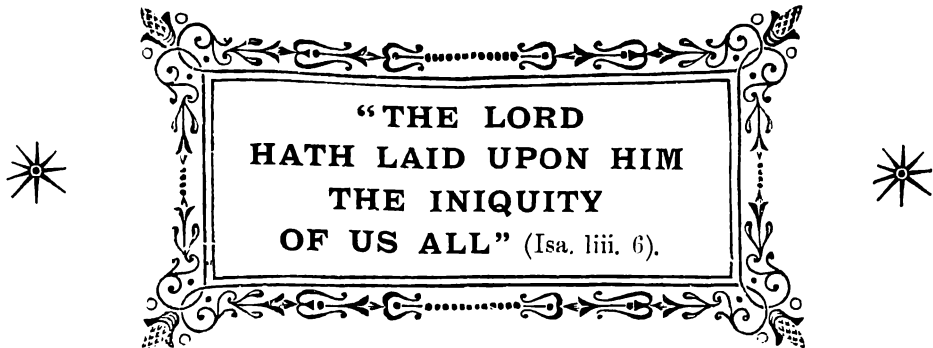 “THE LORD
HATH LAID UPON HIM
THE INIQUITY
OF US ALL” (Isa. liii. 6).